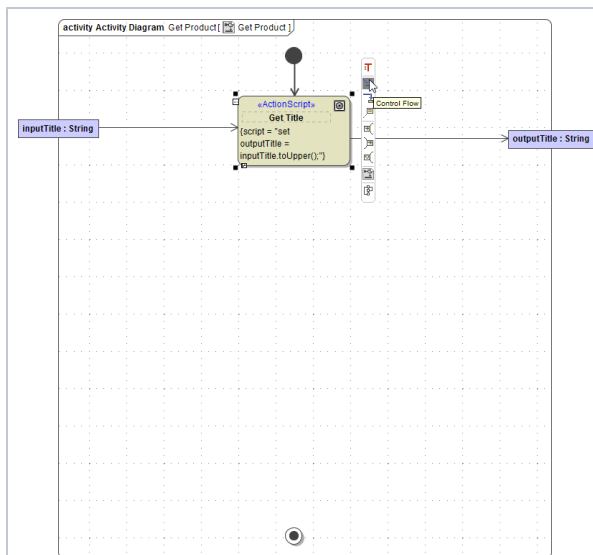 activity Activity Diagram Get Product [ Get Product ]
«ActionScript»
Get Title
{script = "set
outputTitle =
inputTitle.toUpper();"}
Control Flow
inputTitle : String
outputTitle : String